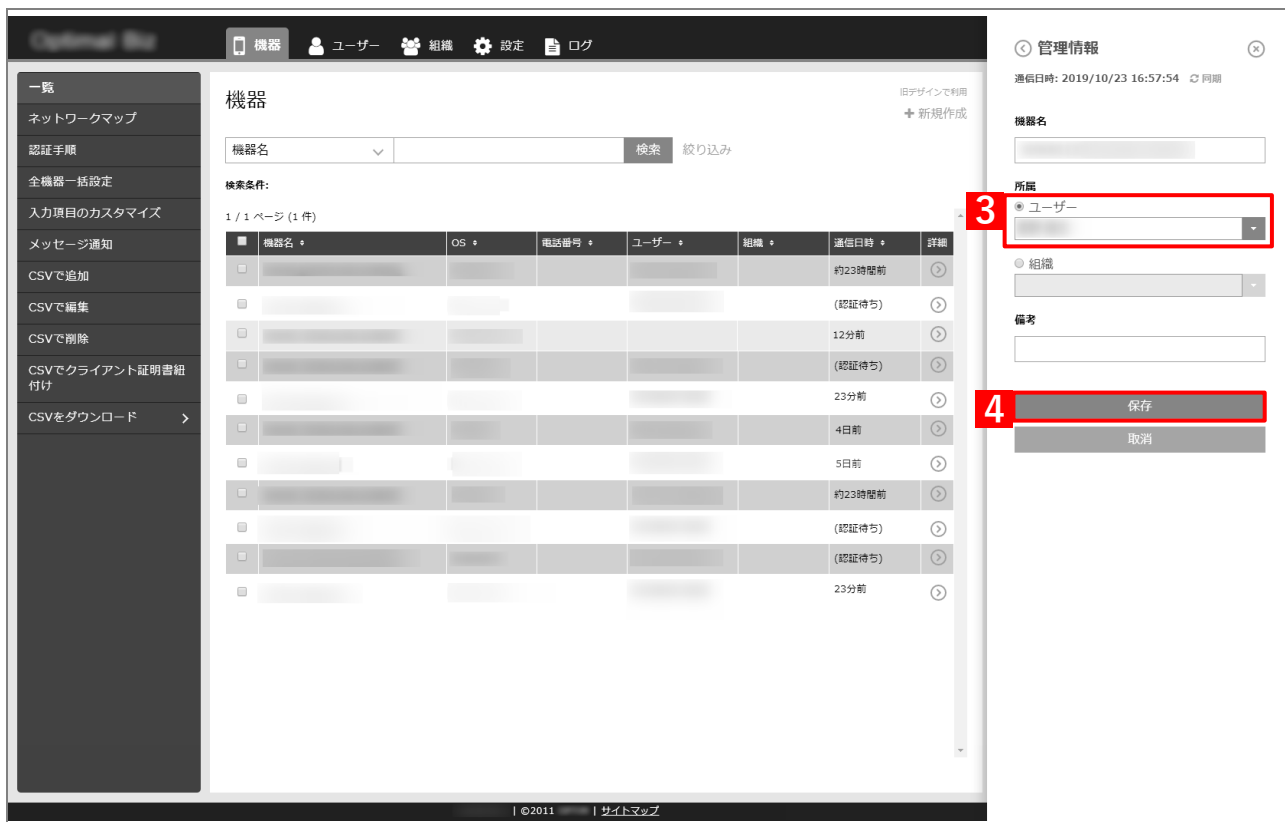 機器
ユーザー
組織
設定
ログ
一覧
ネットワークマップ
認証手順
全機器一括設定
入力項目のカスタマイズ
メッセージ通知
CSVで追加
CSVで編集
CSVで削除
CSVでクライアント証明書紐
付け
CSVをダウンロード
機器
旧デザインで利用
新規作成
機器名
検索
絞り込み
検索条件:
1 / 1 ページ (1 件)
機器名 OS 電話番号 ユーザー 組織 通信日時 詳細
約23時間前
(認証待ち)
12分前
(認証待ち)
23分前
4日前
5日前
約23時間前
(認証待ち)
(認証待ち)
23分前
管理情報
通信日時: 2019/10/23 16:57:54 同期
機器名
所属
3
ユーザー
組織
備考
4
保存
取消
| ©2011 | サイトマップ